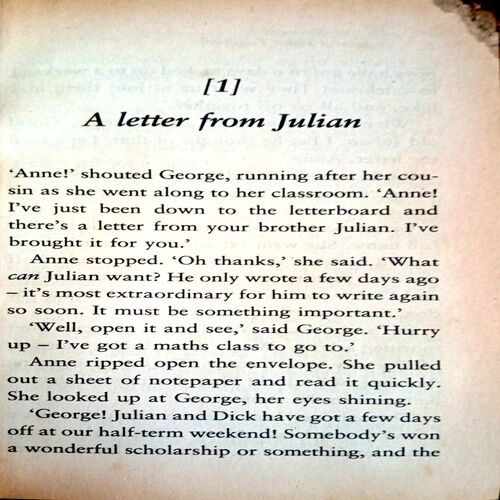 [1]
A letter from Julian
‘Anne!’ shouted George, running after her cou-
sin as she went along to her classroom. ‘Anne!
I’ve just been down to the letterboard and
there’s a letter from your brother Julian. I’ve
brought it for you.’
Anne stopped. ‘Oh thanks,’ she said. ‘What
can Julian want? He only wrote a few days ago
– it’s most extraordinary for him to write again
so soon. It must be something important.’
‘Well, open it and see,’ said George. ‘Hurry
up – I’ve got a maths class to go to.’
Anne ripped open the envelope. She pulled
out a sheet of notepaper and read it quickly.
She looked up at George, her eyes shining.
‘George! Julian and Dick have got a few days
off at our half-term weekend! Somebody’s won
a wonderful scholarship or something, and the